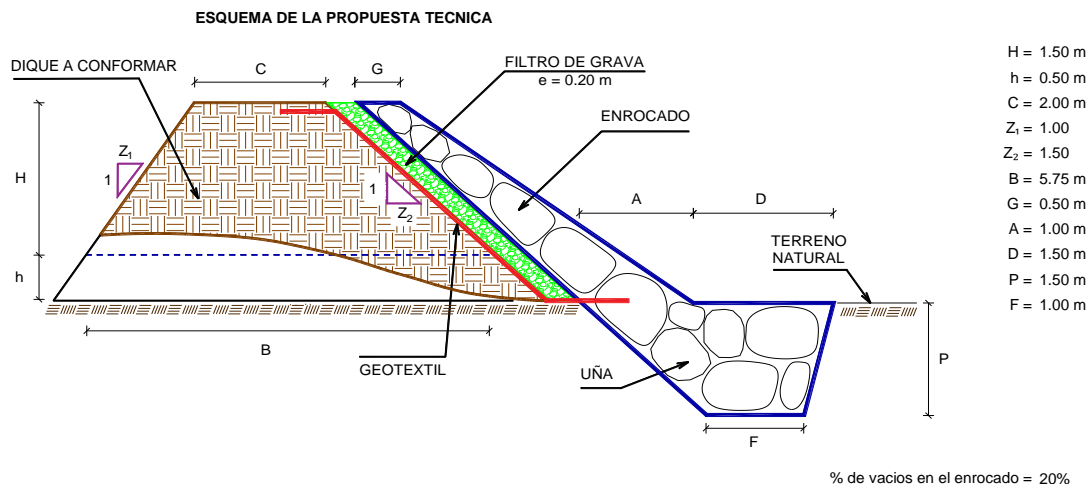 ESQUEMA DE LA PROPUESTA TECNICA
DIQUE A CONFORMAR
C
G
FILTRO DE GRAVA
e = 0.20 m
ENROCADO
H
h
Z₁
1
1
Z₂
A
D
TERRENO
NATURAL
B
GEOTEXTIL
UÑA
P
F
H = 1.50 m
h = 0.50 m
C = 2.00 m
Z₁ = 1.00
Z₂ = 1.50
B = 5.75 m
G = 0.50 m
A = 1.00 m
D = 1.50 m
P = 1.50 m
F = 1.00 m
% de vacios en el enrocado = 20%